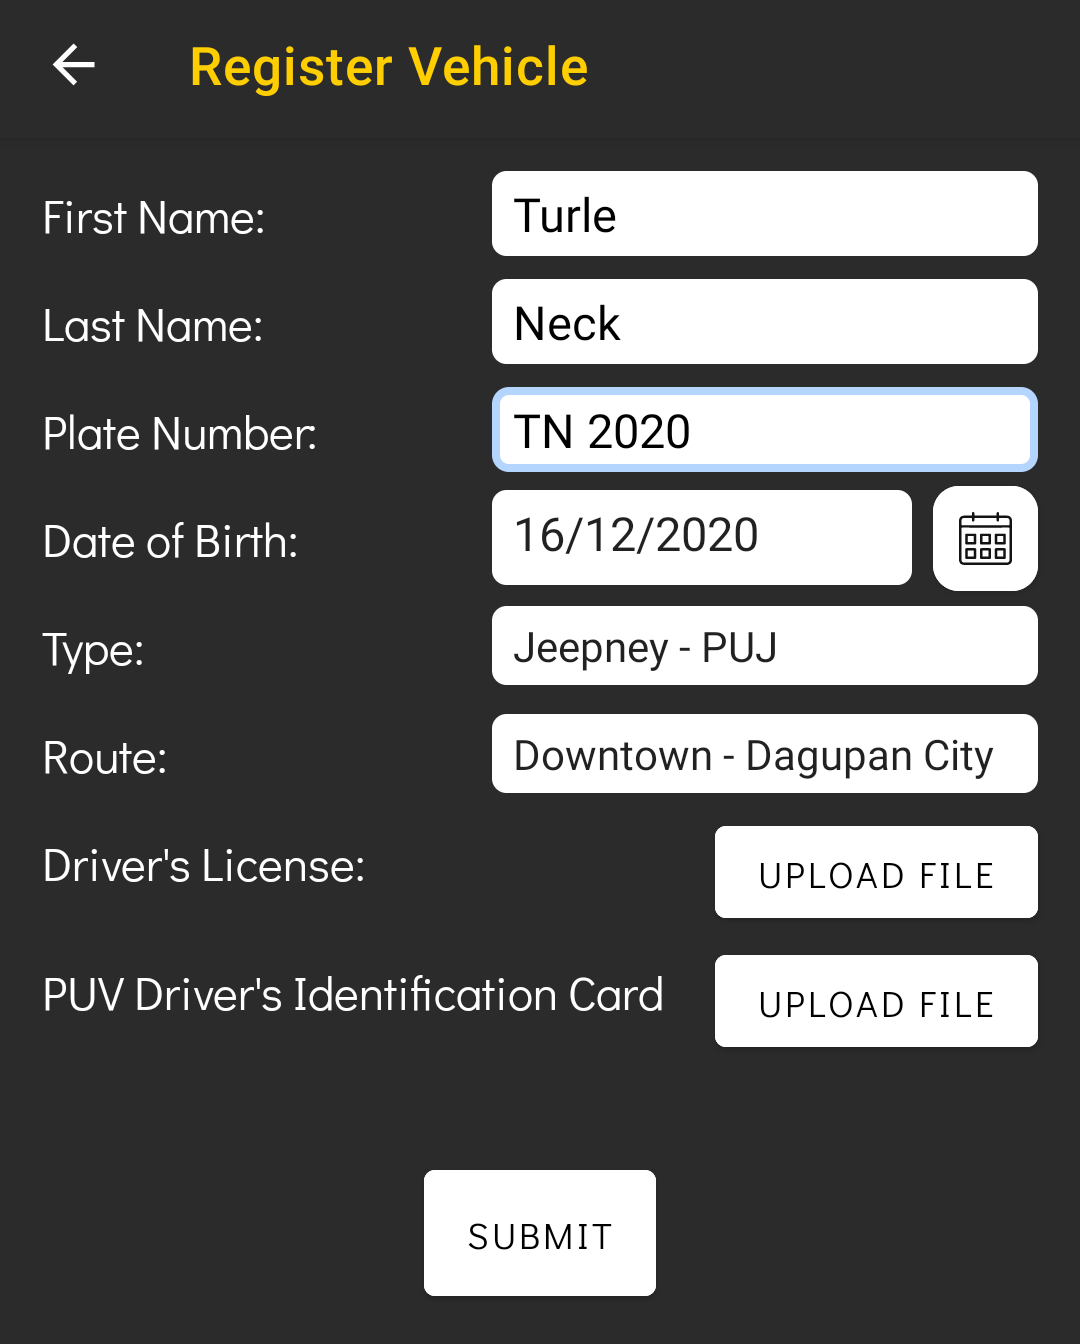 Register Vehicle
First Name: Turle
Last Name: Neck
Plate Number: TN 2020
Date of Birth: 16/12/2020
Type: Jeepney - PUJ
Route: Downtown - Dagupan City
Driver's License: UPLOAD FILE
PUV Driver's Identification Card UPLOAD FILE
SUBMIT